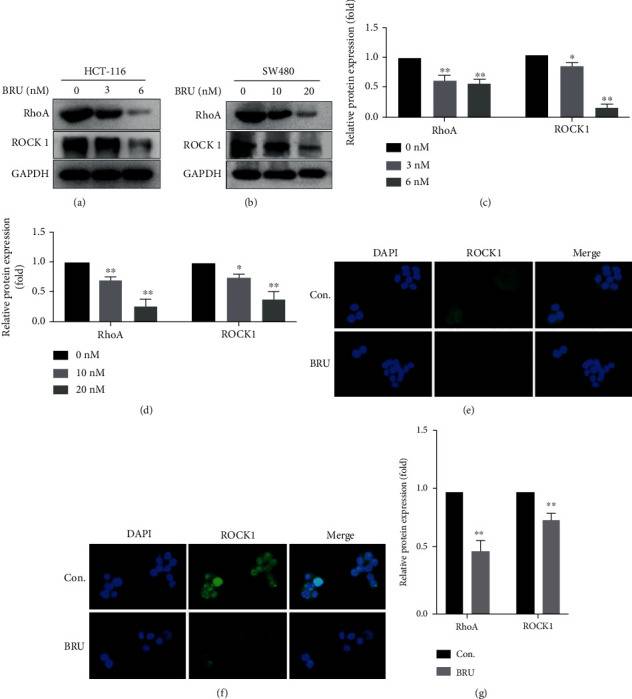 HCT-116
BRU (nM) 0 3 6
RhoA
ROCK 1
GAPDH
(a)
SW480
BRU (nM) 0 10 20
RhoA
ROCK 1
GAPDH
(b)
Relative protein expression (fold)
1.5
1.0
0.5
0.0
** **
* **
RhoA ROCK1
0 nM
3 nM
6 nM
(c)
Relative protein expression
(fold)
1.5
1.0
0.5
0.0
** **
* **
RhoA ROCK1
0 nM
10 nM
20 nM
(d)
DAPI ROCK1 Merge
Con.
BRU
(e)
DAPI ROCK1 Merge
Con.
BRU
(f)
Relative protein expression (fold)
1.5
1.0
0.5
0.0
**
**
RhoA ROCK1
Con.
BRU
(g)